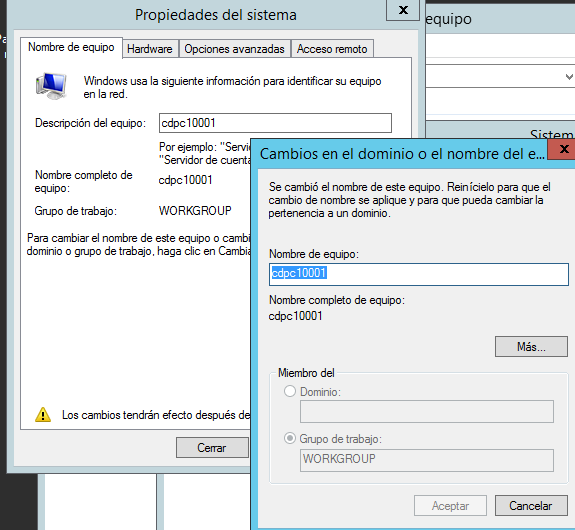 Propiedades del sistema
x
equipo
Nombre de equipo
Hardware
Opciones avanzadas
Acceso remoto
Windows usa la siguiente información para identificar su equipo
en la red.
Descripción del equipo:
cdpc10001
Por ejemplo: "Servi
"Servidor de cuenta
Nombre completo de
equipo:
cdpc10001
Grupo de trabajo:
WORKGROUP
Para cambiar el nombre de este equipo o cambi
dominio o grupo de trabajo, haga clic en Cambia
Los cambios tendrán efecto después de
Cerrar
Sistem
Cambios en el dominio o el nombre del e...
x
Se cambió el nombre de este equipo. Reinícielo para que el
cambio de nombre se aplique y para que pueda cambiar la
pertenencia a un dominio.
Nombre de equipo:
cdpc10001
Nombre completo de equipo:
cdpc10001
Más...
Miembro del
Dominio:
Grupo de trabajo:
WORKGROUP
Aceptar
Cancelar